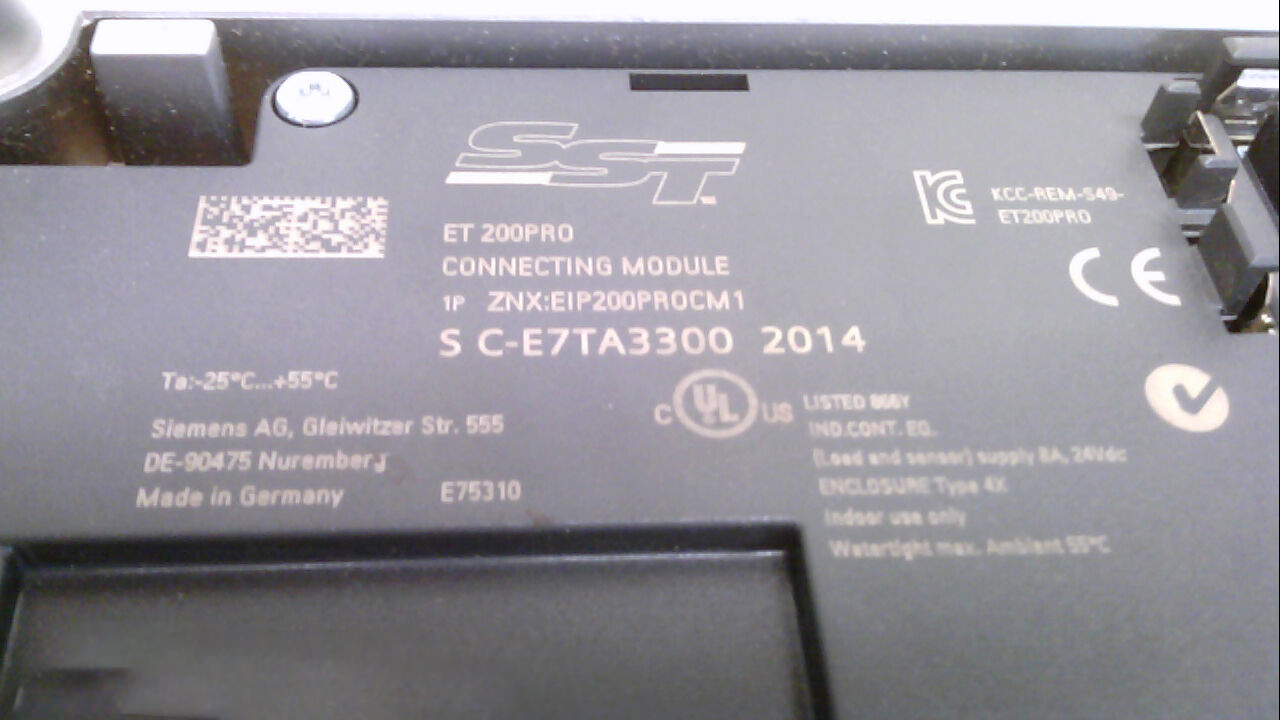 SST
ET 200PRO
CONNECTING MODULE
1P ZNX:EIP200PROCM1
S C-E7TA3300 2014
KCC-REM-S49-
ET200PRO
CE
Ta:-25°C...+55°C
Siemens AG, Gleiwitzer Str. 555
DE-90475 Nuremberg
Made in Germany
E75310
C UL US LISTED
IND.CONT. EQ.
(Load and sensor) supply 8A, 24Vdc
ENCLOSURE Type 4X
Indoor use only
Watertight max. Ambient 55°C